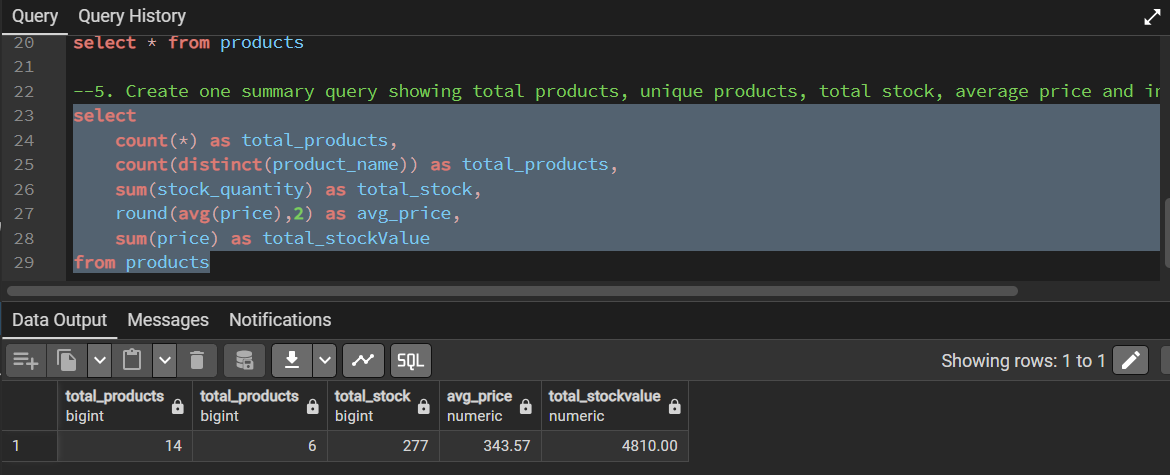 Query Query History
20 select * from products
21
22 --5. Create one summary query showing total products, unique products, total stock, average price and in
23 select
24 count(*) as total_products,
25 count(distinct(product_name)) as total_products,
26 sum(stock_quantity) as total_stock,
27 round(avg(price),2) as avg_price,
28 sum(price) as total_stockValue
29 from products
Data Output Messages Notifications
SQL Showing rows: 1 to 1
total_products total_products total_stock avg_price total_stockvalue
bigint bigint bigint numeric numeric
1 14 6 277 343.57 4810.00